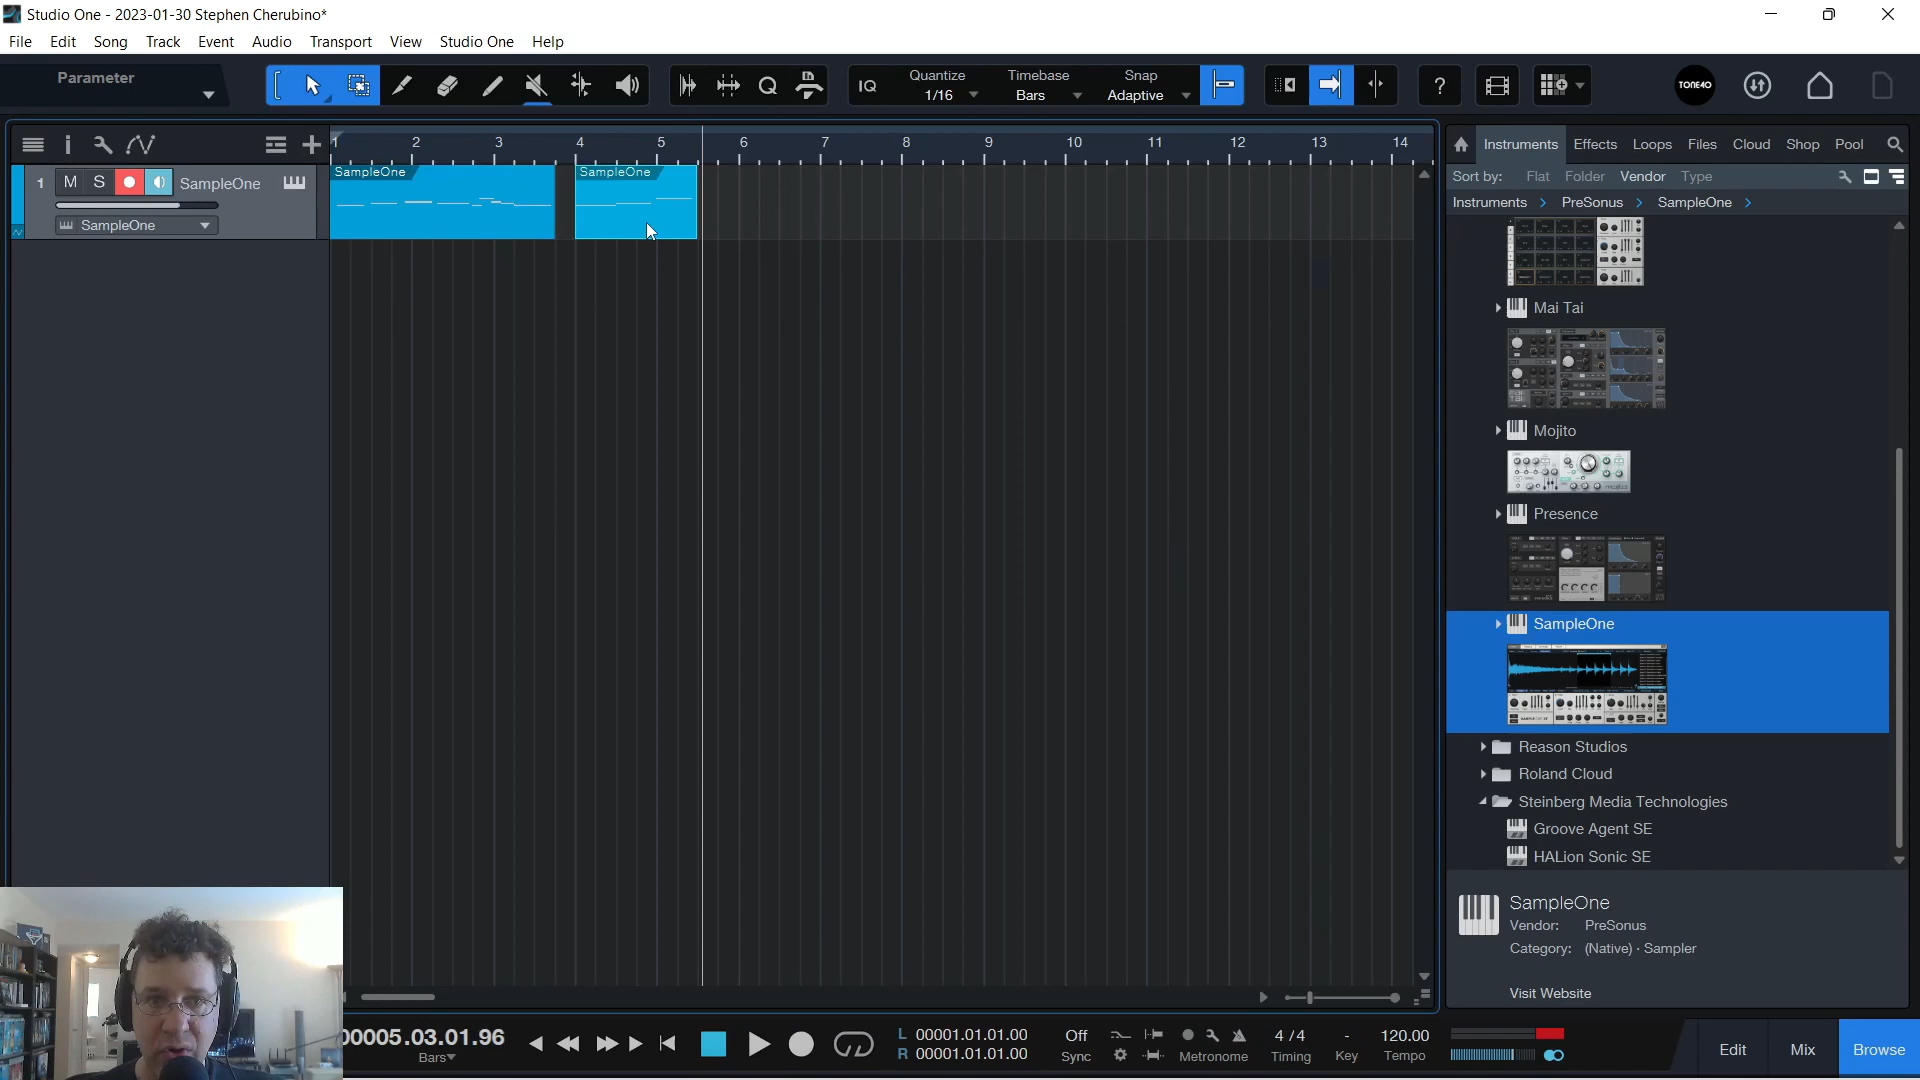 Studio One - 2023-01-30 Stephen Cherubino*
File Edit Song Track Event Audio Transport View Studio One Help
Parameter
IQ Quantize 1/16 Timebase Bars Snap Adaptive
?
TONE40
1 2 3 4 5 6 7 8 9 10 11 12 13 14
1 M S SampleOne
SampleOne
SampleOne
SampleOne
Instruments Effects Loops Files Cloud Shop Pool
Sort by: Flat Folder Vendor Type
Instruments PreSonus SampleOne
Mai Tai
Mojito
Presence
SampleOne
Reason Studios
Roland Cloud
Steinberg Media Technologies
Groove Agent SE
HALion Sonic SE
SampleOne
Vendor: PreSonus
Category: (Native) · Sampler
Visit Website
00005.03.01.96
Bars
L 00001.01.01.00
R 00001.01.01.00
Off
Sync
Metronome
4 / 4
Timing
-
Key
120.00
Tempo
Edit Mix Browse